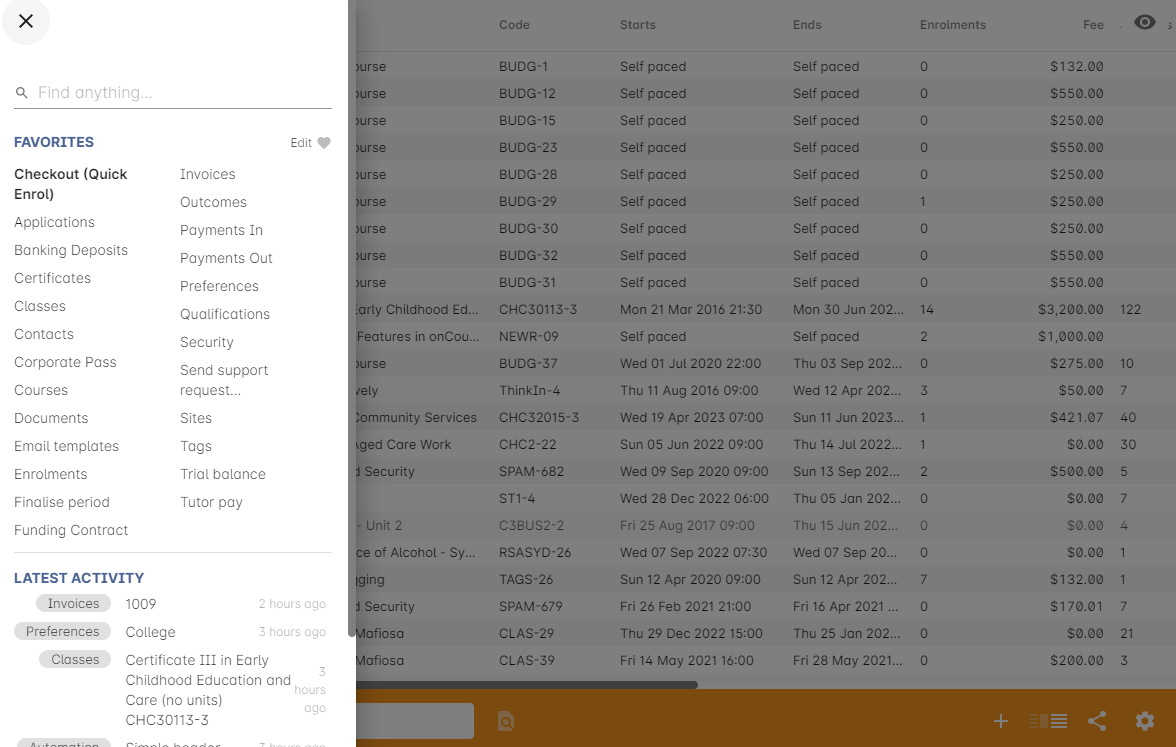 Find anything...
FAVORITES
Edit
Checkout (Quick
Enrol)
Applications
Banking Deposits
Certificates
Classes
Contacts
Corporate Pass
Courses
Documents
Email templates
Enrolments
Finalise period
Funding Contract
Invoices
Outcomes
Payments In
Payments Out
Preferences
Qualifications
Security
Send support
request...
Sites
Tags
Trial balance
Tutor pay
LATEST ACTIVITY
Invoices 1009 2 hours ago
Preferences College 3 hours ago
Classes Certificate III in Early
Childhood Education and
Care (no units)
CHC30113-3
3
hours
ago
Automation Simple header 3 hours ago
Code Starts Ends Enrolments Fee
ourse BUDG-1 Self paced Self paced 0 $132.00
ourse BUDG-12 Self paced Self paced 0 $550.00
ourse BUDG-15 Self paced Self paced 0 $250.00
ourse BUDG-23 Self paced Self paced 0 $550.00
ourse BUDG-28 Self paced Self paced 0 $250.00
ourse BUDG-29 Self paced Self paced 1 $250.00
ourse BUDG-30 Self paced Self paced 0 $250.00
ourse BUDG-32 Self paced Self paced 0 $550.00
ourse BUDG-31 Self paced Self paced 0 $550.00
Early Childhood Ed... CHC30113-3 Mon 21 Mar 2016 21:30 Mon 30 Jun 202... 14 $3,200.00 122
Features in onCou... NEWR-09 Self paced Self paced 2 $1,000.00
ourse BUDG-37 Wed 01 Jul 2020 22:00 Thu 03 Sep 202... 0 $275.00 10
vely ThinkIn-4 Thu 11 Aug 2016 09:00 Wed 12 Apr 202... 3 $50.00 7
Community Services CHC32015-3 Wed 19 Apr 2023 07:00 Sun 11 Jun 2023... 1 $421.07 40
Aged Care Work CHC2-22 Sun 05 Jun 2022 09:00 Thu 14 Jul 2022... 1 $0.00 30
d Security SPAM-682 Wed 09 Sep 2020 09:00 Sun 13 Sep 202... 2 $500.00 5
ST1-4 Wed 28 Dec 2022 06:00 Thu 05 Jan 202... 0 $0.00 7
- Unit 2 C3BUS2-2 Fri 25 Aug 2017 09:00 Thu 15 Jun 202... 0 $0.00 4
ce of Alcohol - Sy... RSASYD-26 Wed 07 Sep 2022 07:30 Wed 07 Sep 20... 0 $0.00 1
gging TAGS-26 Sun 12 Apr 2020 09:00 Sun 12 Apr 2020... 7 $132.00 1
d Security SPAM-679 Fri 26 Feb 2021 21:00 Fri 16 Apr 2021 ... 0 $170.01 7
Mafiosa CLAS-29 Thu 29 Dec 2022 15:00 Thu 25 Jan 202... 0 $0.00 21
Mafiosa CLAS-39 Fri 14 May 2021 16:00 Fri 28 May 2021... 0 $200.00 3